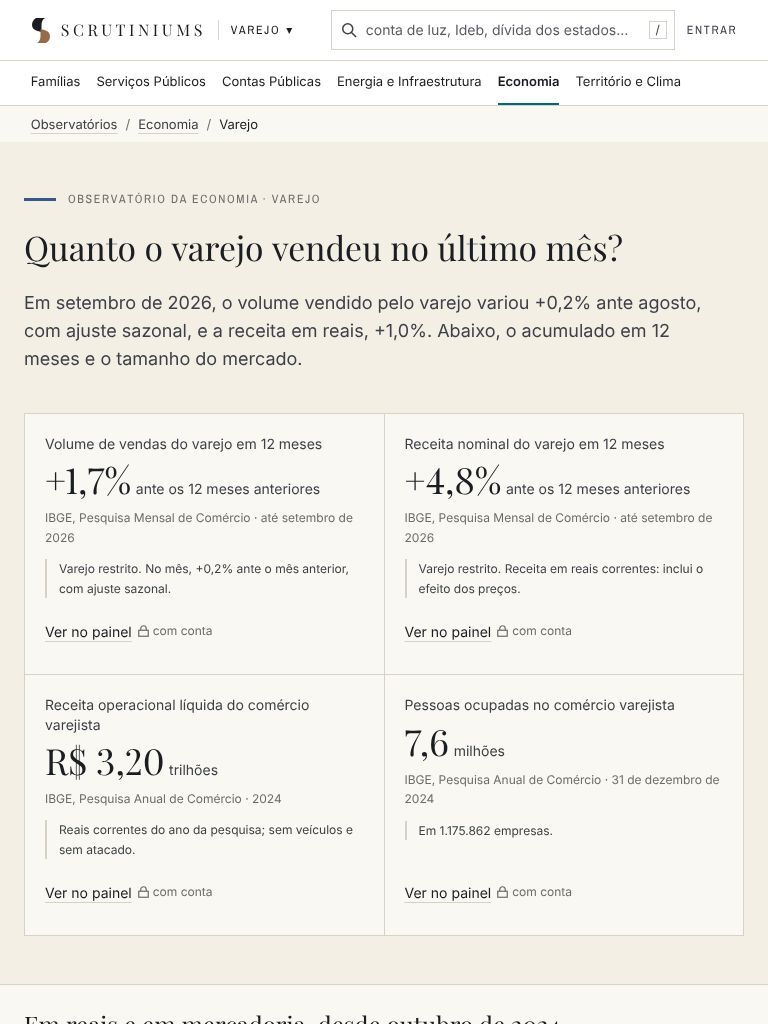 SCRUTINIUMS
VAREJO ▾
conta de luz, Ideb, dívida dos estados...
/
ENTRAR
Famílias
Serviços Públicos
Contas Públicas
Energia e Infraestrutura
Economia
Território e Clima
Observatórios / Economia / Varejo
OBSERVATÓRIO DA ECONOMIA · VAREJO
Quanto o varejo vendeu no último mês?
Em setembro de 2026, o volume vendido pelo varejo variou +0,2% ante agosto,
com ajuste sazonal, e a receita em reais, +1,0%. Abaixo, o acumulado em 12
meses e o tamanho do mercado.
Volume de vendas do varejo em 12 meses
+1,7% ante os 12 meses anteriores
IBGE, Pesquisa Mensal de Comércio · até setembro de
2026
Varejo restrito. No mês, +0,2% ante o mês anterior,
com ajuste sazonal.
Ver no painel com conta
Receita nominal do varejo em 12 meses
+4,8% ante os 12 meses anteriores
IBGE, Pesquisa Mensal de Comércio · até setembro de
2026
Varejo restrito. Receita em reais correntes: inclui o
efeito dos preços.
Ver no painel com conta
Receita operacional líquida do comércio
varejista
R$ 3,20 trilhões
IBGE, Pesquisa Anual de Comércio · 2024
Reais correntes do ano da pesquisa; sem veículos e
sem atacado.
Ver no painel com conta
Pessoas ocupadas no comércio varejista
7,6 milhões
IBGE, Pesquisa Anual de Comércio · 31 de dezembro de
2024
Em 1.175.862 empresas.
Ver no painel com conta
Em reais e em mercadoria, desde outubro de 2024